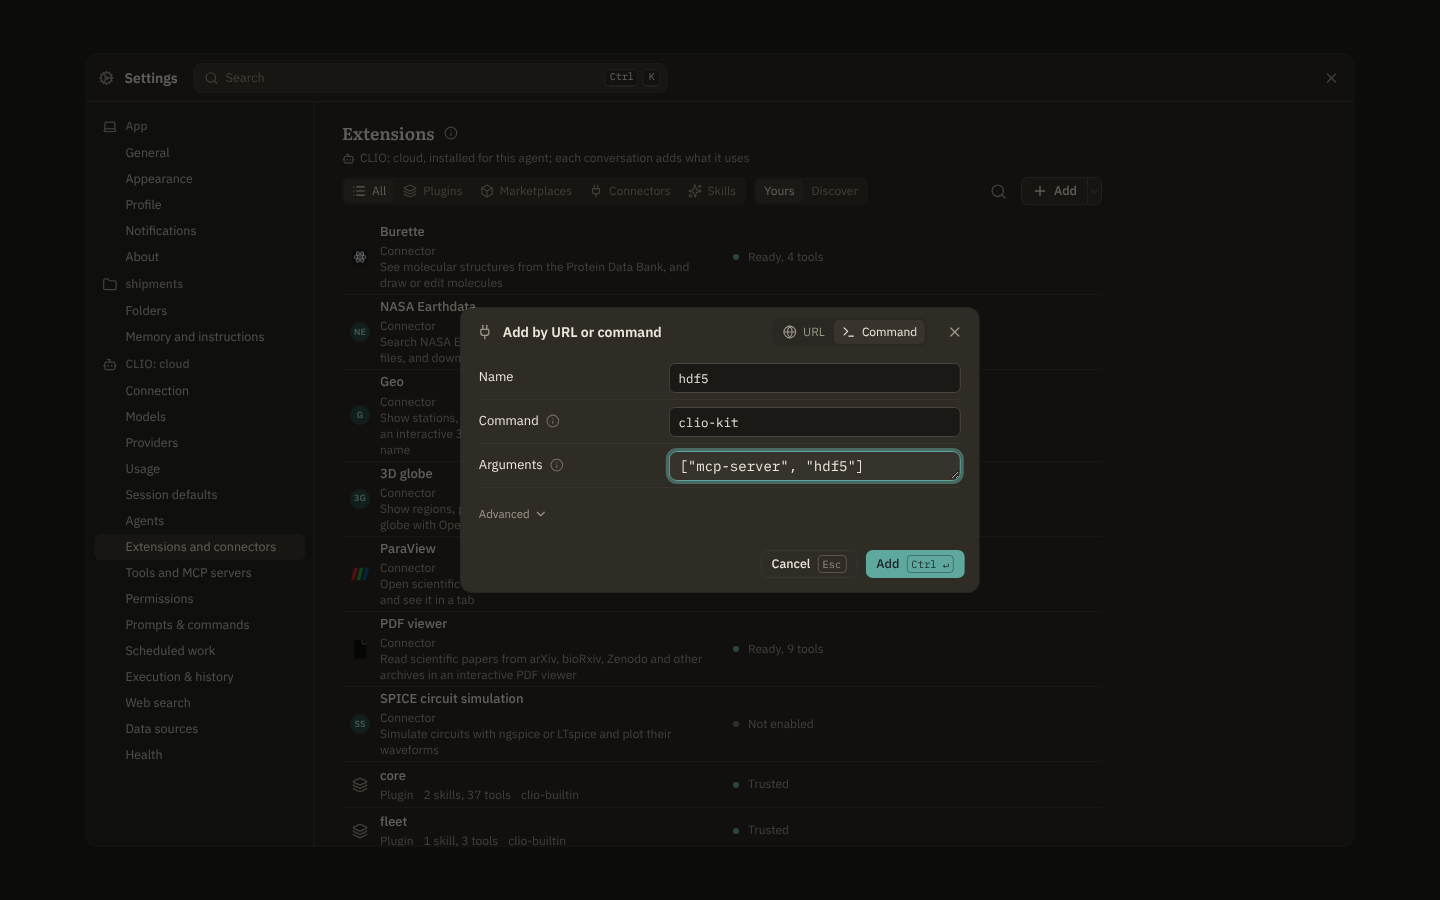 Settings
Search
Ctrl K
App
General
Appearance
Profile
Notifications
About
shipments
Folders
Memory and instructions
CLIO: cloud
Connection
Models
Providers
Usage
Session defaults
Agents
Extensions and connectors
Tools and MCP servers
Permissions
Prompts & commands
Scheduled work
Execution & history
Web search
Data sources
Health
Extensions
CLIO: cloud, installed for this agent; each conversation adds what it uses
All Plugins Marketplaces Connectors Skills Yours Discover
Add
Burette
Connector
See molecular structures from the Protein Data Bank, and
draw or edit molecules
Ready, 4 tools
NASA Earthdata
NE
Connector
Search NASA E
files, and down
Geo
G
Connector
Show stations,
an interactive 3
name
3D globe
3G
Connector
Show regions,
globe with Ope
ParaView
Connector
Open scientific
and see it in a tab
PDF viewer
Connector
Read scientific papers from arXiv, bioRxiv, Zenodo and other
archives in an interactive PDF viewer
Ready, 9 tools
SPICE circuit simulation
SS
Connector
Simulate circuits with ngspice or LTspice and plot their
waveforms
Not enabled
core
Plugin 2 skills, 37 tools clio-builtin
Trusted
fleet
Plugin 1 skill, 3 tools clio-builtin
Trusted
Add by URL or command
URL Command
Name
hdf5
Command
clio-kit
Arguments
["mcp-server", "hdf5"]
Advanced
Cancel Esc
Add Ctrl ↵